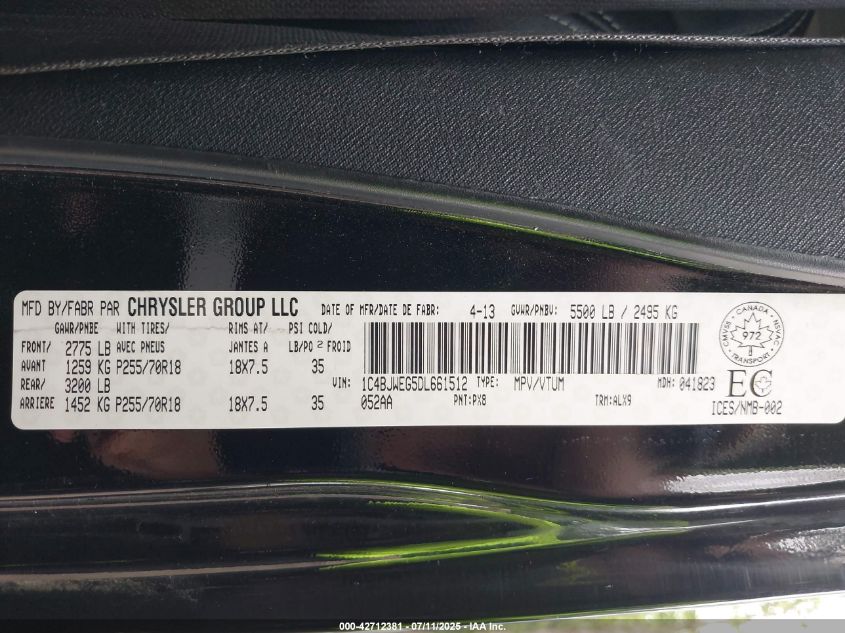 MFD BY/FABR PAR CHRYSLER GROUP LLC DATE OF MFR/DATE DE FABR: 4-13 GVWR/PNBV: 5500 LB / 2495 KG
GAWR/PNBE WITH TIRES/ RIMS AT/ PSI COLD/
FRONT/ 2775 LB AVEC PNEUS JANTES A LB/PO 2 FROID
AVANT 1259 KG P255/70R18 18X7.5 35
REAR/ 3200 LB VIN: 1C4BJWEG5DL661512 TYPE: MPV/VTUM MDH: 041823
ARRIERE 1452 KG P255/70R18 18X7.5 35 052AA PNT:PX8 TRM:ALX9
CANADA
CMVSS 972 NSVAC
TRANSPORT
EC
ICES/NMB-002
000-42712381 - 07/11/2025 - IAA Inc.